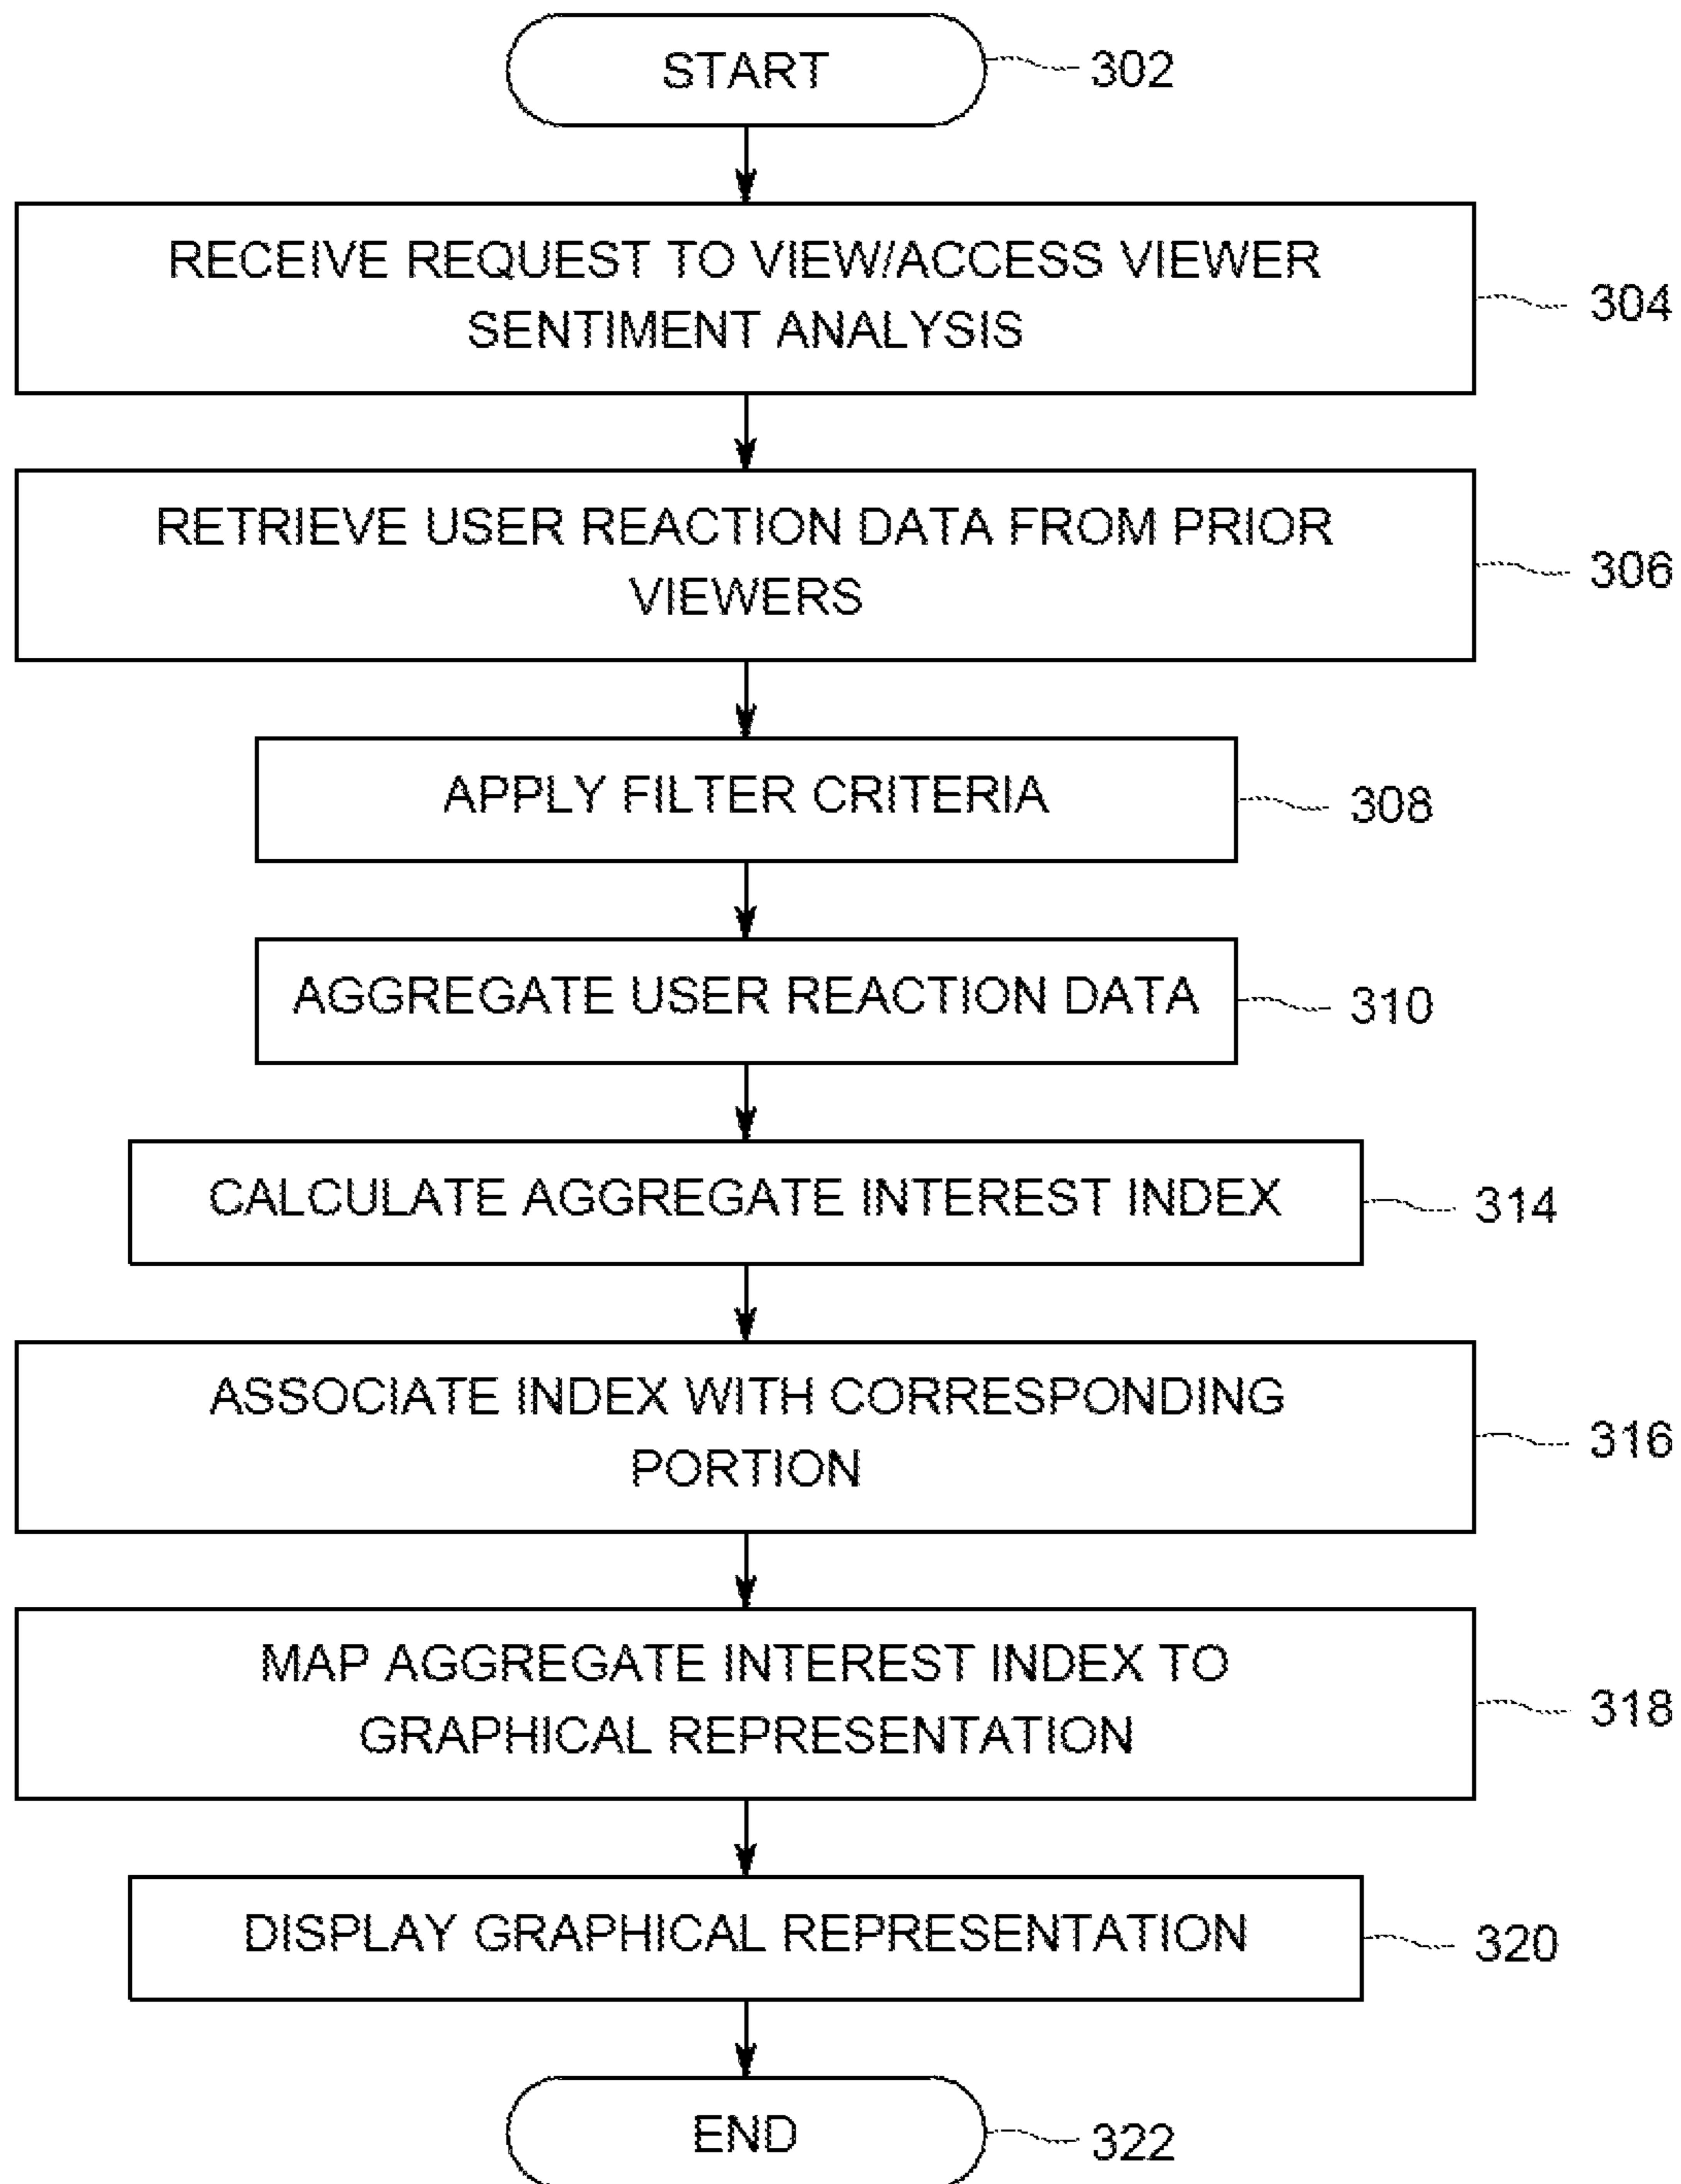 START
302
RECEIVE REQUEST TO VIEW/ACCESS VIEWER
SENTIMENT ANALYSIS
304
RETRIEVE USER REACTION DATA FROM PRIOR
VIEWERS
306
APPLY FILTER CRITERIA
308
AGGREGATE USER REACTION DATA
310
CALCULATE AGGREGATE INTEREST INDEX
314
ASSOCIATE INDEX WITH CORRESPONDING
PORTION
316
MAP AGGREGATE INTEREST INDEX TO
GRAPHICAL REPRESENTATION
318
DISPLAY GRAPHICAL REPRESENTATION
320
END
322